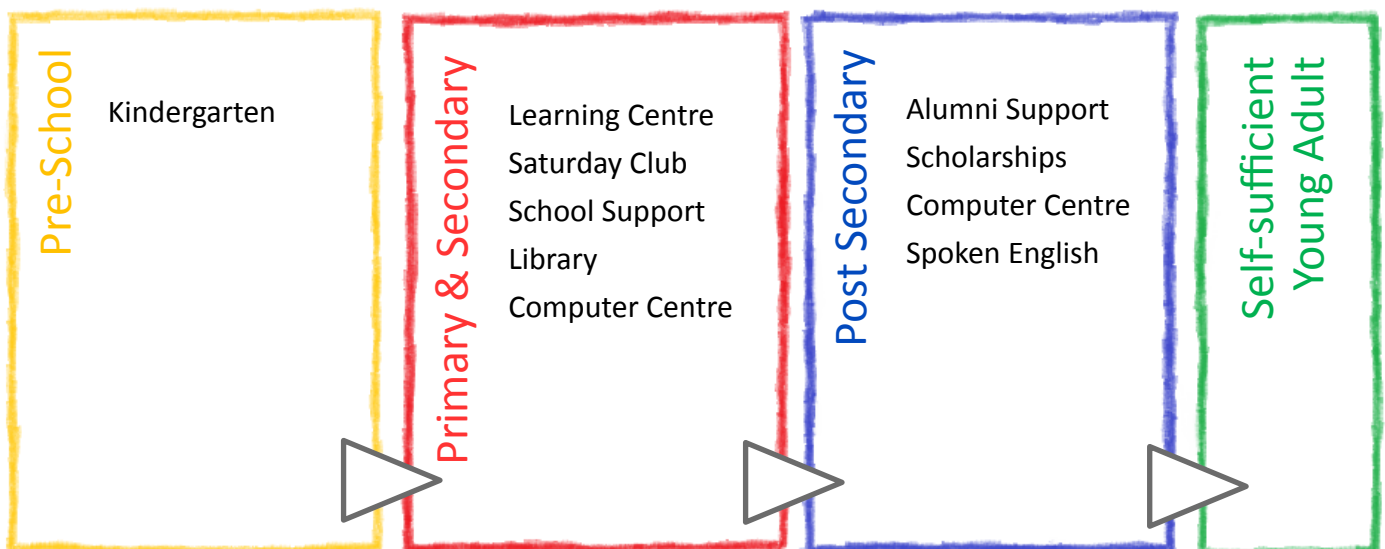 Pre-School
Kindergarten
Primary & Secondary
Learning Centre
Saturday Club
School Support
Library
Computer Centre
Post Secondary
Alumni Support
Scholarships
Computer Centre
Spoken English
Self-sufficient
Young Adult